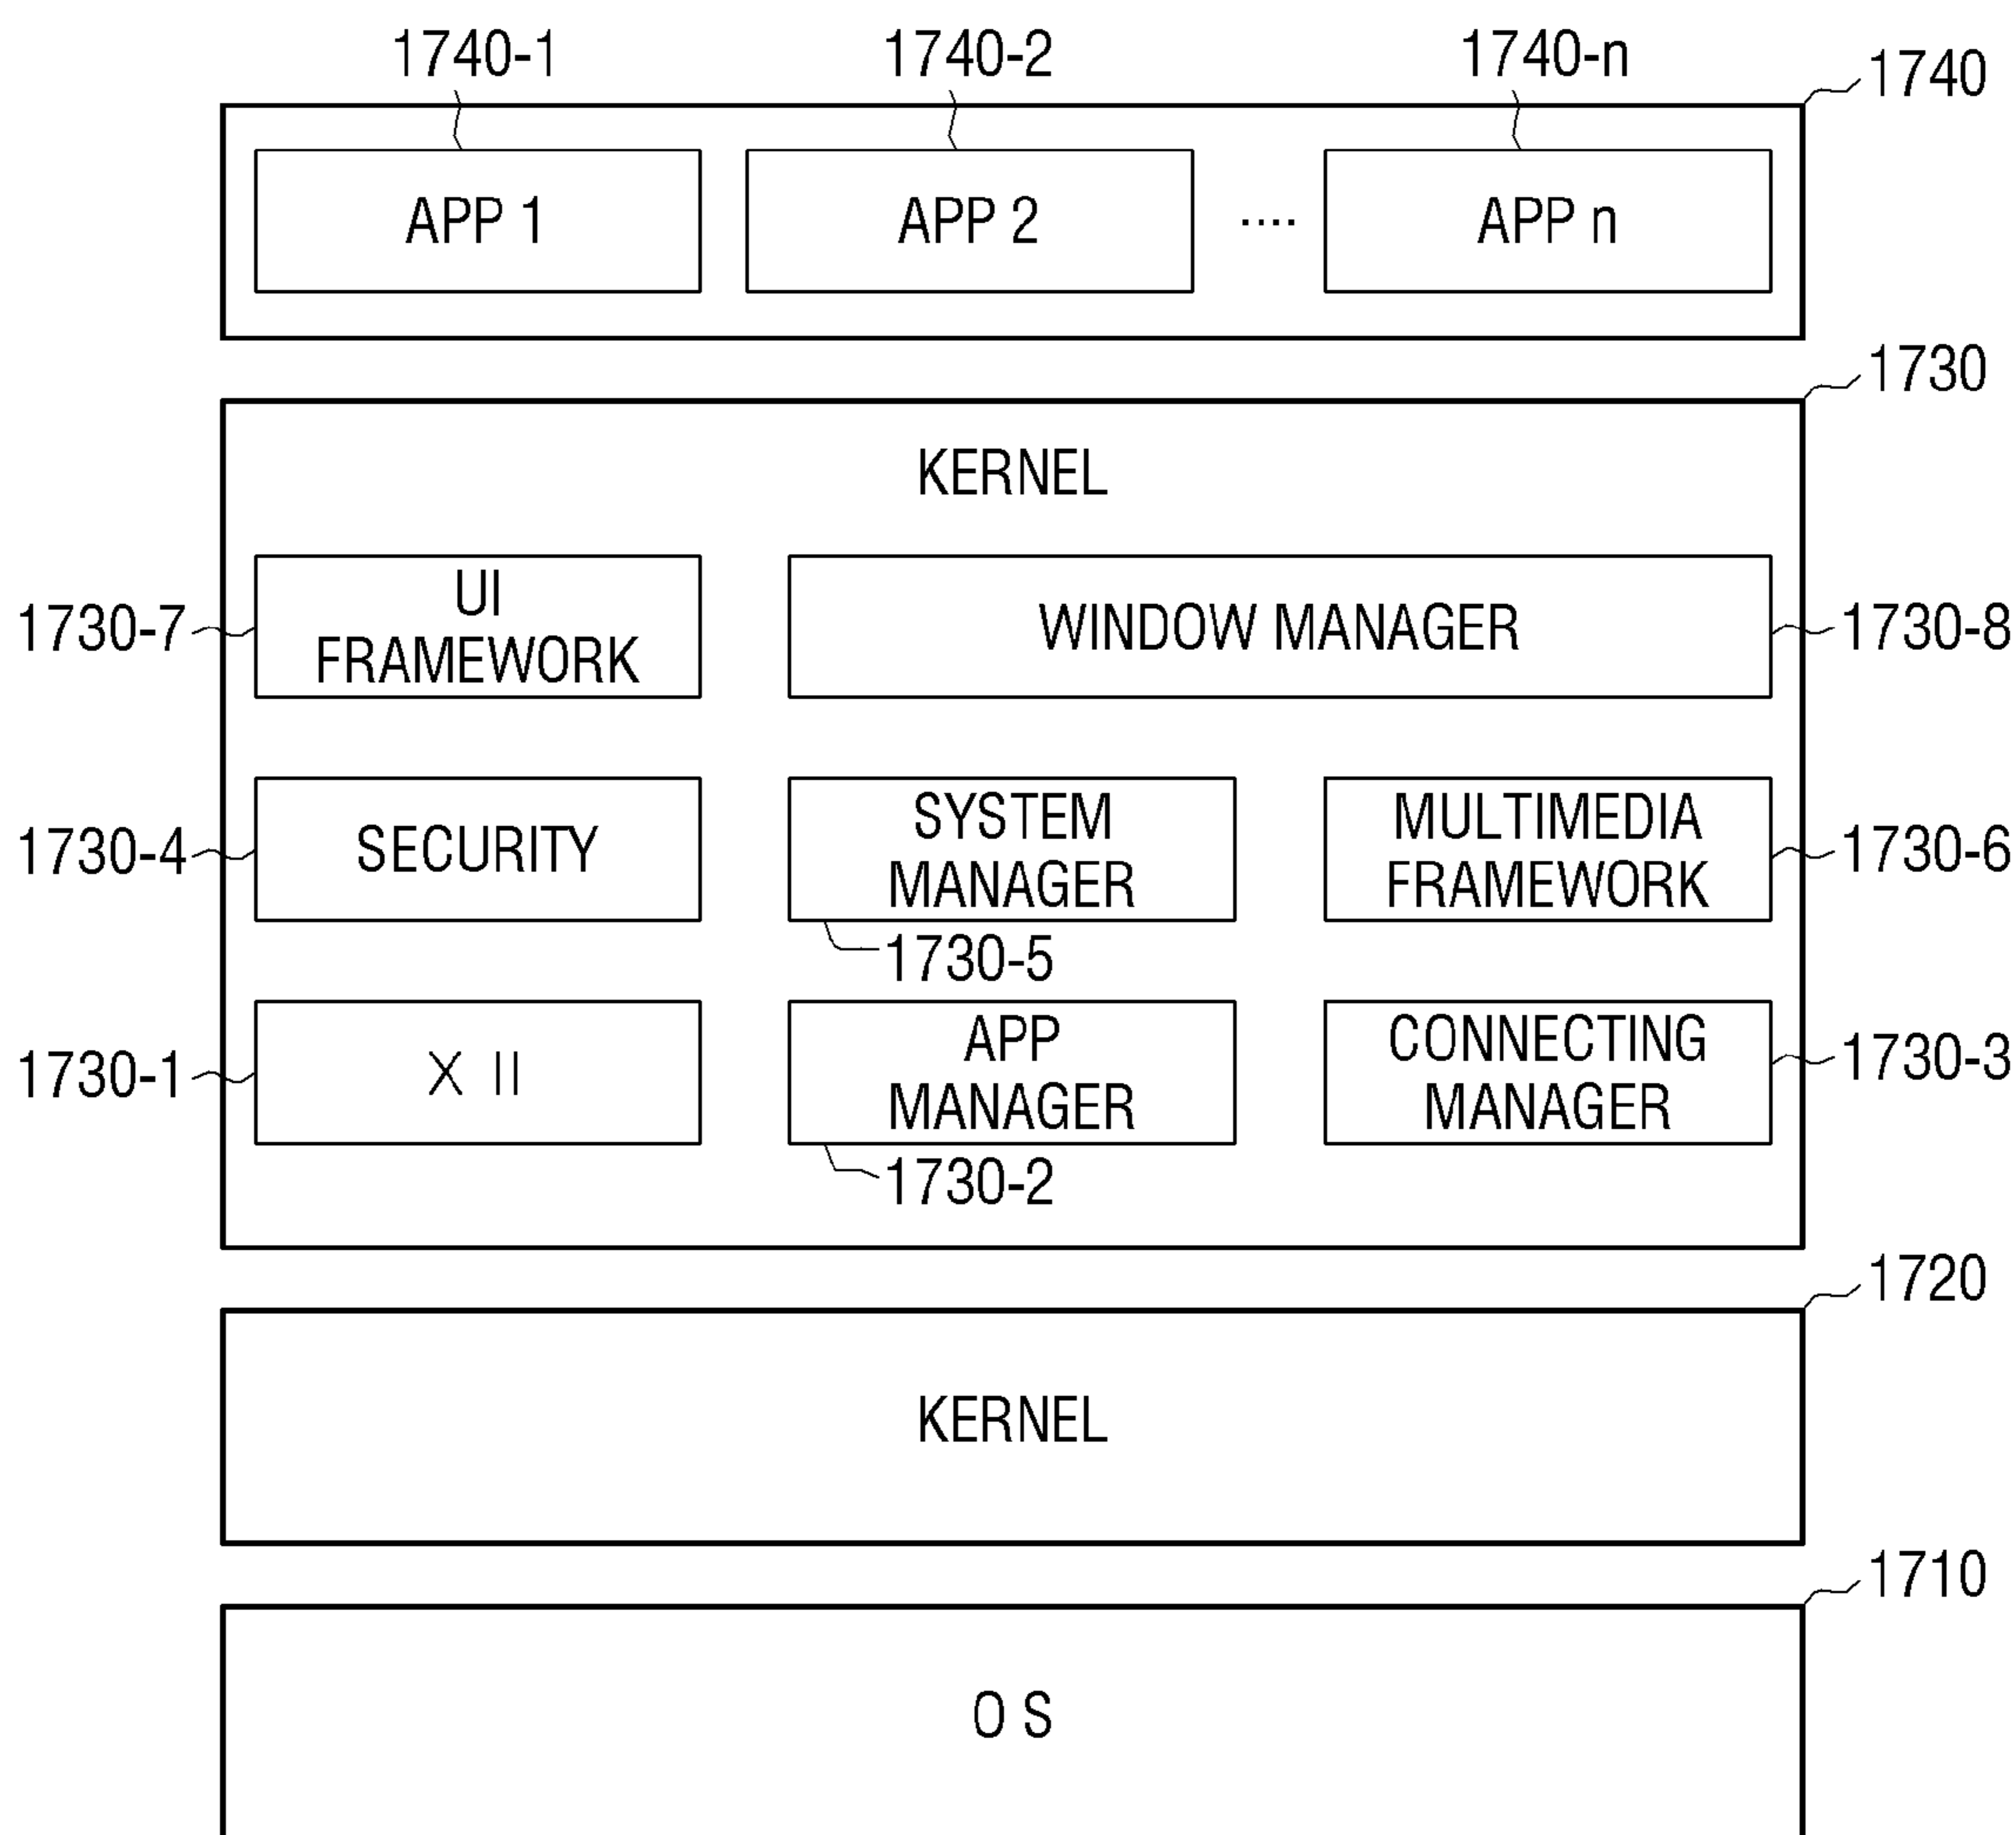 1740-1 1740-2 1740-n
1740
APP 1 APP 2 .... APP n
1730
KERNEL
UI
FRAMEWORK
WINDOW MANAGER
1730-7
1730-8
SECURITY
SYSTEM
MANAGER
MULTIMEDIA
FRAMEWORK
1730-4
1730-6
1730-5
X II
APP
MANAGER
CONNECTING
MANAGER
1730-1
1730-3
1730-2
1720
KERNEL
1710
O S